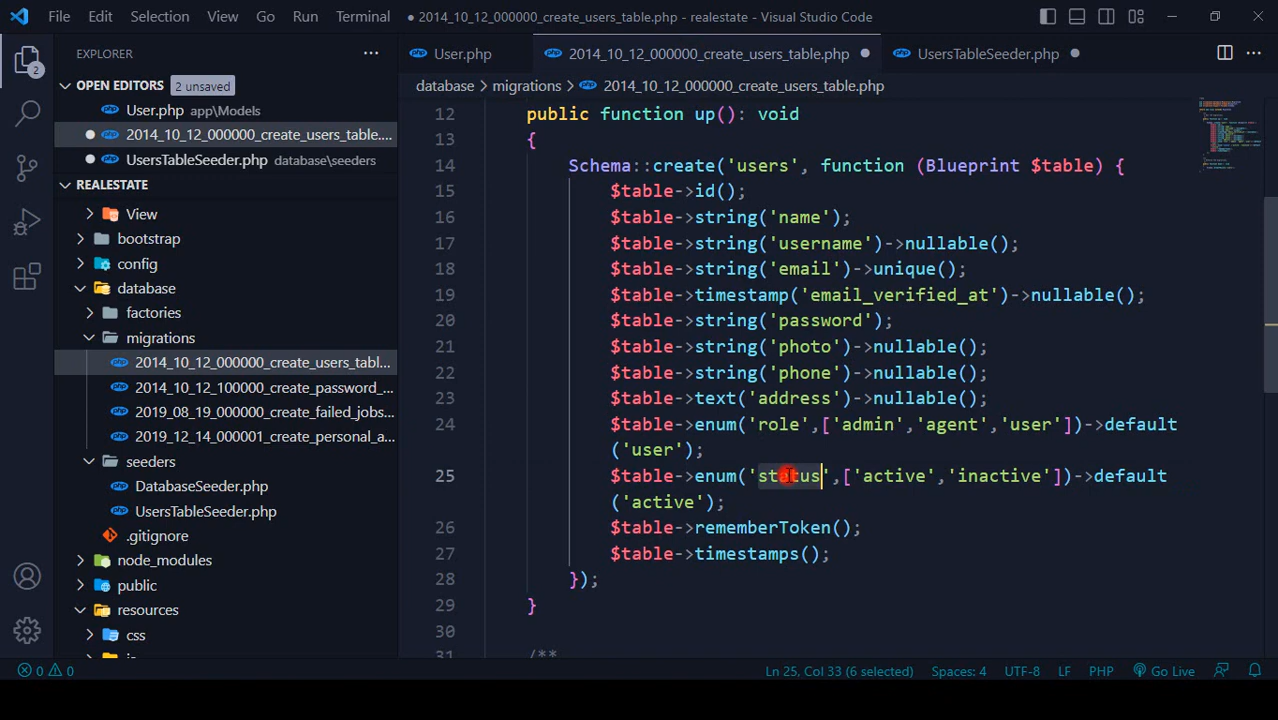 File Edit Selection View Go Run Terminal ● 2014_10_12_000000_create_users_table.php - realestate - Visual Studio Code
EXPLORER
OPEN EDITORS 2 unsaved
User.php app\Models
2014_10_12_000000_create_users_table....
UsersTableSeeder.php database\seeders
REALESTATE
View
bootstrap
config
database
factories
migrations
2014_10_12_000000_create_users_tabl...
2014_10_12_100000_create_password_...
2019_08_19_000000_create_failed_jobs...
2019_12_14_000001_create_personal_a...
seeders
DatabaseSeeder.php
UsersTableSeeder.php
.gitignore
node_modules
public
resources
css
2
User.php 2014_10_12_000000_create_users_table.php ● UsersTableSeeder.php ●
database > migrations > 2014_10_12_000000_create_users_table.php
12 public function up(): void
13 {
14 Schema::create('users', function (Blueprint $table) {
15 $table->id();
16 $table->string('name');
17 $table->string('username')->nullable();
18 $table->string('email')->unique();
19 $table->timestamp('email_verified_at')->nullable();
20 $table->string('password');
21 $table->string('photo')->nullable();
22 $table->string('phone')->nullable();
23 $table->text('address')->nullable();
24 $table->enum('role',['admin','agent','user'])->default
('user');
25 $table->enum('status',['active','inactive'])->default
('active');
26 $table->rememberToken();
27 $table->timestamps();
28 });
29 }
30
31 /**
0 0 Ln 25, Col 33 (6 selected) Spaces: 4 UTF-8 LF PHP Go Live